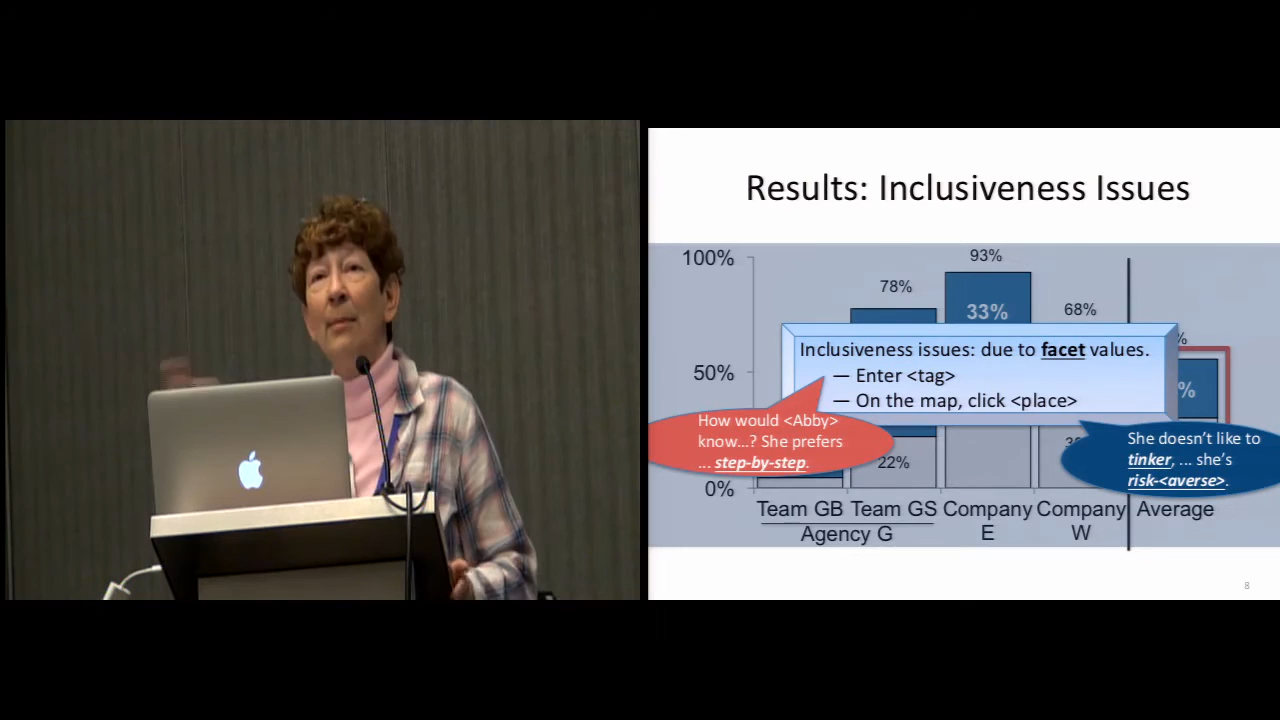 Results: Inclusiveness Issues
100%
93%
78%
33%
68%
%
Inclusiveness issues: due to facet values.
— Enter <tag>
— On the map, click <place>
50%
%
How would <Abby>
know...? She prefers
... step-by-step.
She doesn't like to
tinker, ... she's
risk-<averse>.
22%
0%
Team GB Team GS Company Company Average
Agency G E W
8